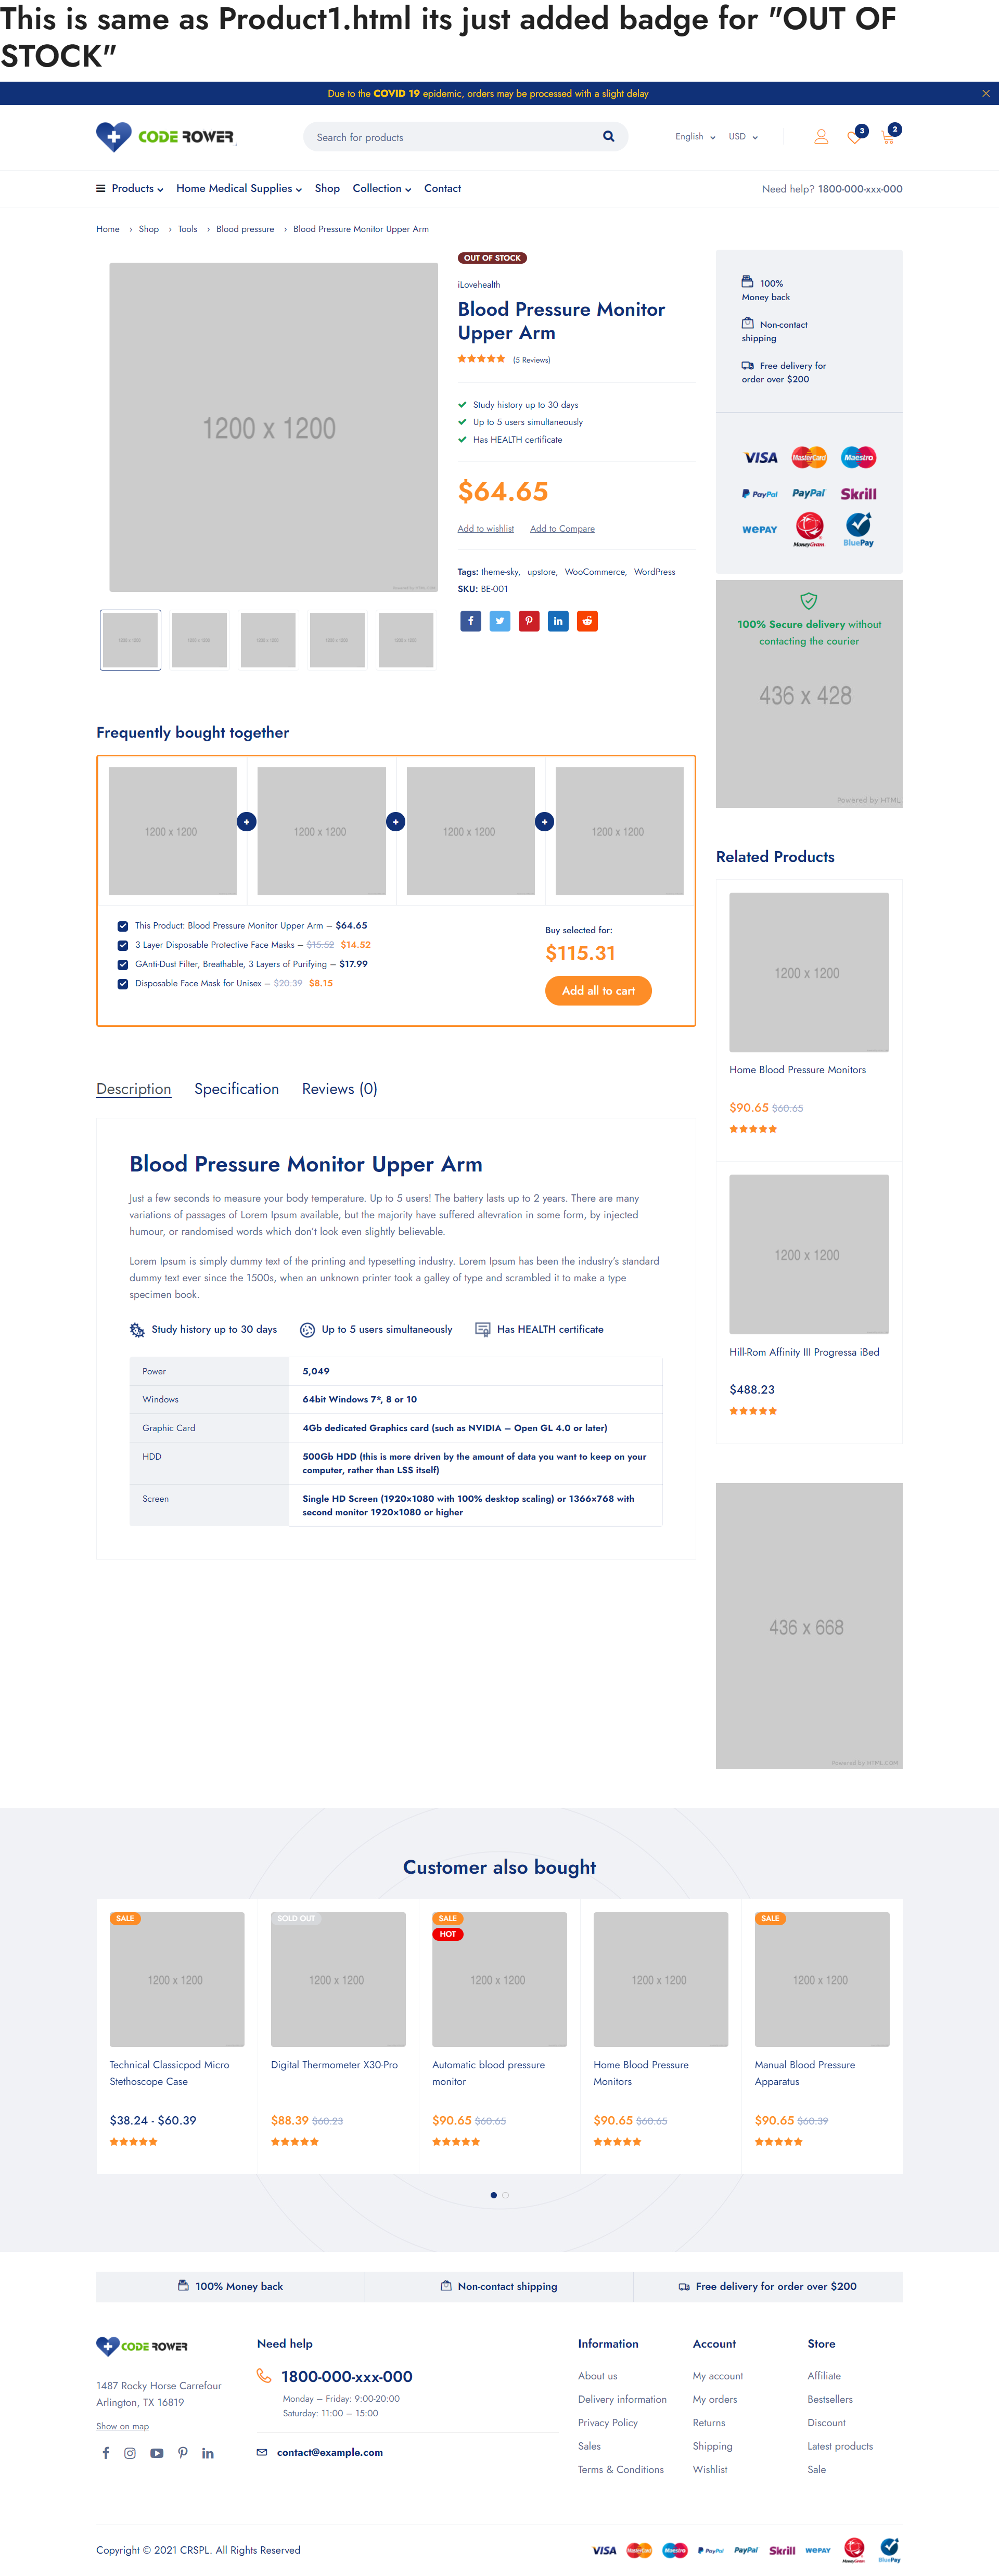 This is same as Product1.html its just added badge for "OUT OF
STOCK"
Due to the COVID 19 epidemic, orders may be processed with a slight delay
CODE ROWER
Search for products
English
USD
3
2
Products
Home Medical Supplies
Shop
Collection
Contact
Need help? 1800-000-xxx-000
Home › Shop › Tools › Blood pressure › Blood Pressure Monitor Upper Arm
1200 x 1200
OUT OF STOCK
iLovehealth
Blood Pressure Monitor
Upper Arm
(5 Reviews)
Study history up to 30 days
Up to 5 users simultaneously
Has HEALTH certificate
$64.65
Add to wishlist
Add to Compare
Tags: theme-sky, upstore, WooCommerce, WordPress
SKU: BE-001
100%
Money back
Non-contact
shipping
Free delivery for
order over $200
VISA
MasterCard
Maestro
PayPal
PayPal
Skrill
wepay
MoneyGram
BluePay
100% Secure delivery without
contacting the courier
436 x 428
Powered by HTML.
1200 x 1200
1200 x 1200
1200 x 1200
1200 x 1200
1200 x 1200
Frequently bought together
1200 x 1200
1200 x 1200
1200 x 1200
1200 x 1200
This Product: Blood Pressure Monitor Upper Arm – $64.65
3 Layer Disposable Protective Face Masks – $15.52 $14.52
GAnti-Dust Filter, Breathable, 3 Layers of Purifying – $17.99
Disposable Face Mask for Unisex – $20.39 $8.15
Buy selected for:
$115.31
Add all to cart
Related Products
1200 x 1200
Home Blood Pressure Monitors
$90.65 $60.65
1200 x 1200
Hill-Rom Affinity III Progressa iBed
$488.23
436 x 668
Powered by HTML.COM
Description
Specification
Reviews (0)
Blood Pressure Monitor Upper Arm
Just a few seconds to measure your body temperature. Up to 5 users! The battery lasts up to 2 years. There are many
variations of passages of Lorem Ipsum available, but the majority have suffered altevration in some form, by injected
humour, or randomised words which don't look even slightly believable.
Lorem Ipsum is simply dummy text of the printing and typesetting industry. Lorem Ipsum has been the industry's standard
dummy text ever since the 1500s, when an unknown printer took a galley of type and scrambled it to make a type
specimen book.
Study history up to 30 days
Up to 5 users simultaneously
Has HEALTH certificate
Power
5,049
Windows
64bit Windows 7*, 8 or 10
Graphic Card
4Gb dedicated Graphics card (such as NVIDIA – Open GL 4.0 or later)
HDD
500Gb HDD (this is more driven by the amount of data you want to keep on your
computer, rather than LSS itself)
Screen
Single HD Screen (1920×1080 with 100% desktop scaling) or 1366×768 with
second monitor 1920×1080 or higher
Customer also bought
SALE
1200 x 1200
Technical Classicpod Micro
Stethoscope Case
$38.24 - $60.39
SOLD OUT
1200 x 1200
Digital Thermometer X30-Pro
$88.39 $60.23
SALE
HOT
1200 x 1200
Automatic blood pressure
monitor
$90.65 $60.65
1200 x 1200
Home Blood Pressure
Monitors
$90.65 $60.65
SALE
1200 x 1200
Manual Blood Pressure
Apparatus
$90.65 $60.39
100% Money back
Non-contact shipping
Free delivery for order over $200
CODE ROWER
1487 Rocky Horse Carrefour
Arlington, TX 16819
Show on map
Need help
1800-000-xxx-000
Monday – Friday: 9:00-20:00
Saturday: 11:00 – 15:00
contact@example.com
Information
About us
Delivery information
Privacy Policy
Sales
Terms & Conditions
Account
My account
My orders
Returns
Shipping
Wishlist
Store
Affiliate
Bestsellers
Discount
Latest products
Sale
Copyright © 2021 CRSPL. All Rights Reserved
VISA
MasterCard
Maestro
PayPal
PayPal
Skrill
wepay
MoneyGram
BluePay